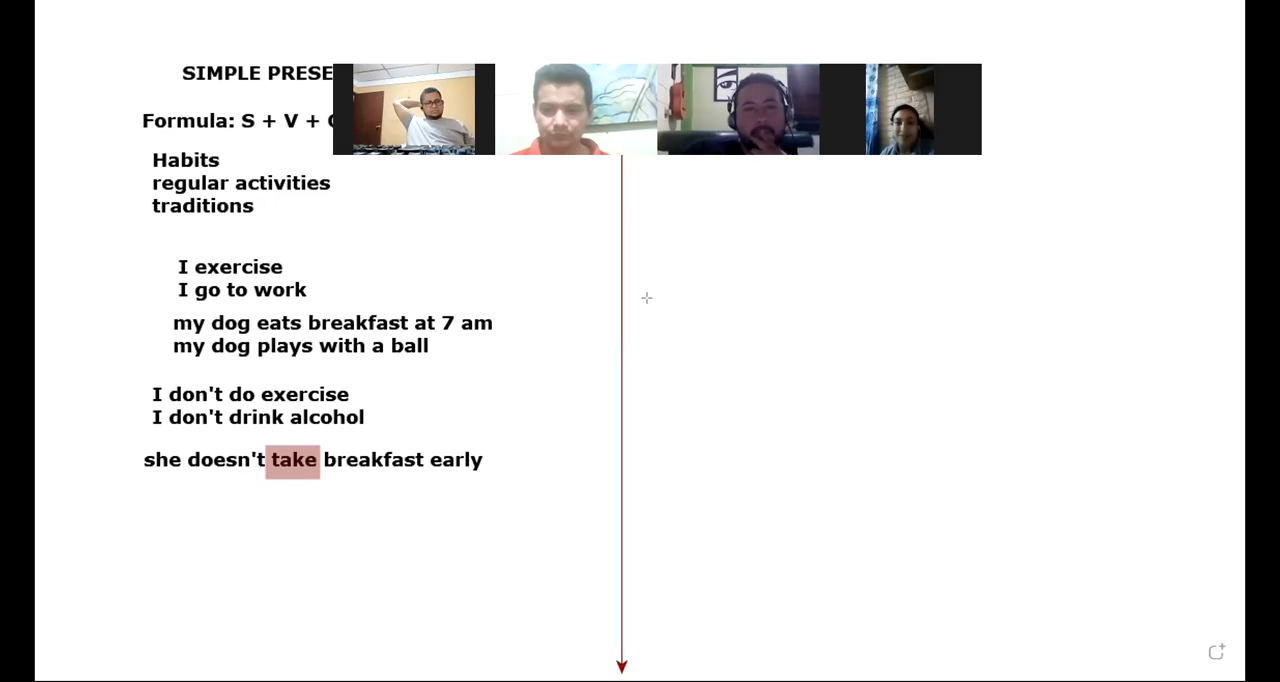 SIMPLE PRESE
Formula: S + V +
Habits
regular activities
traditions
I exercise
I go to work
my dog eats breakfast at 7 am
my dog plays with a ball
I don't do exercise
I don't drink alcohol
she doesn't take breakfast early